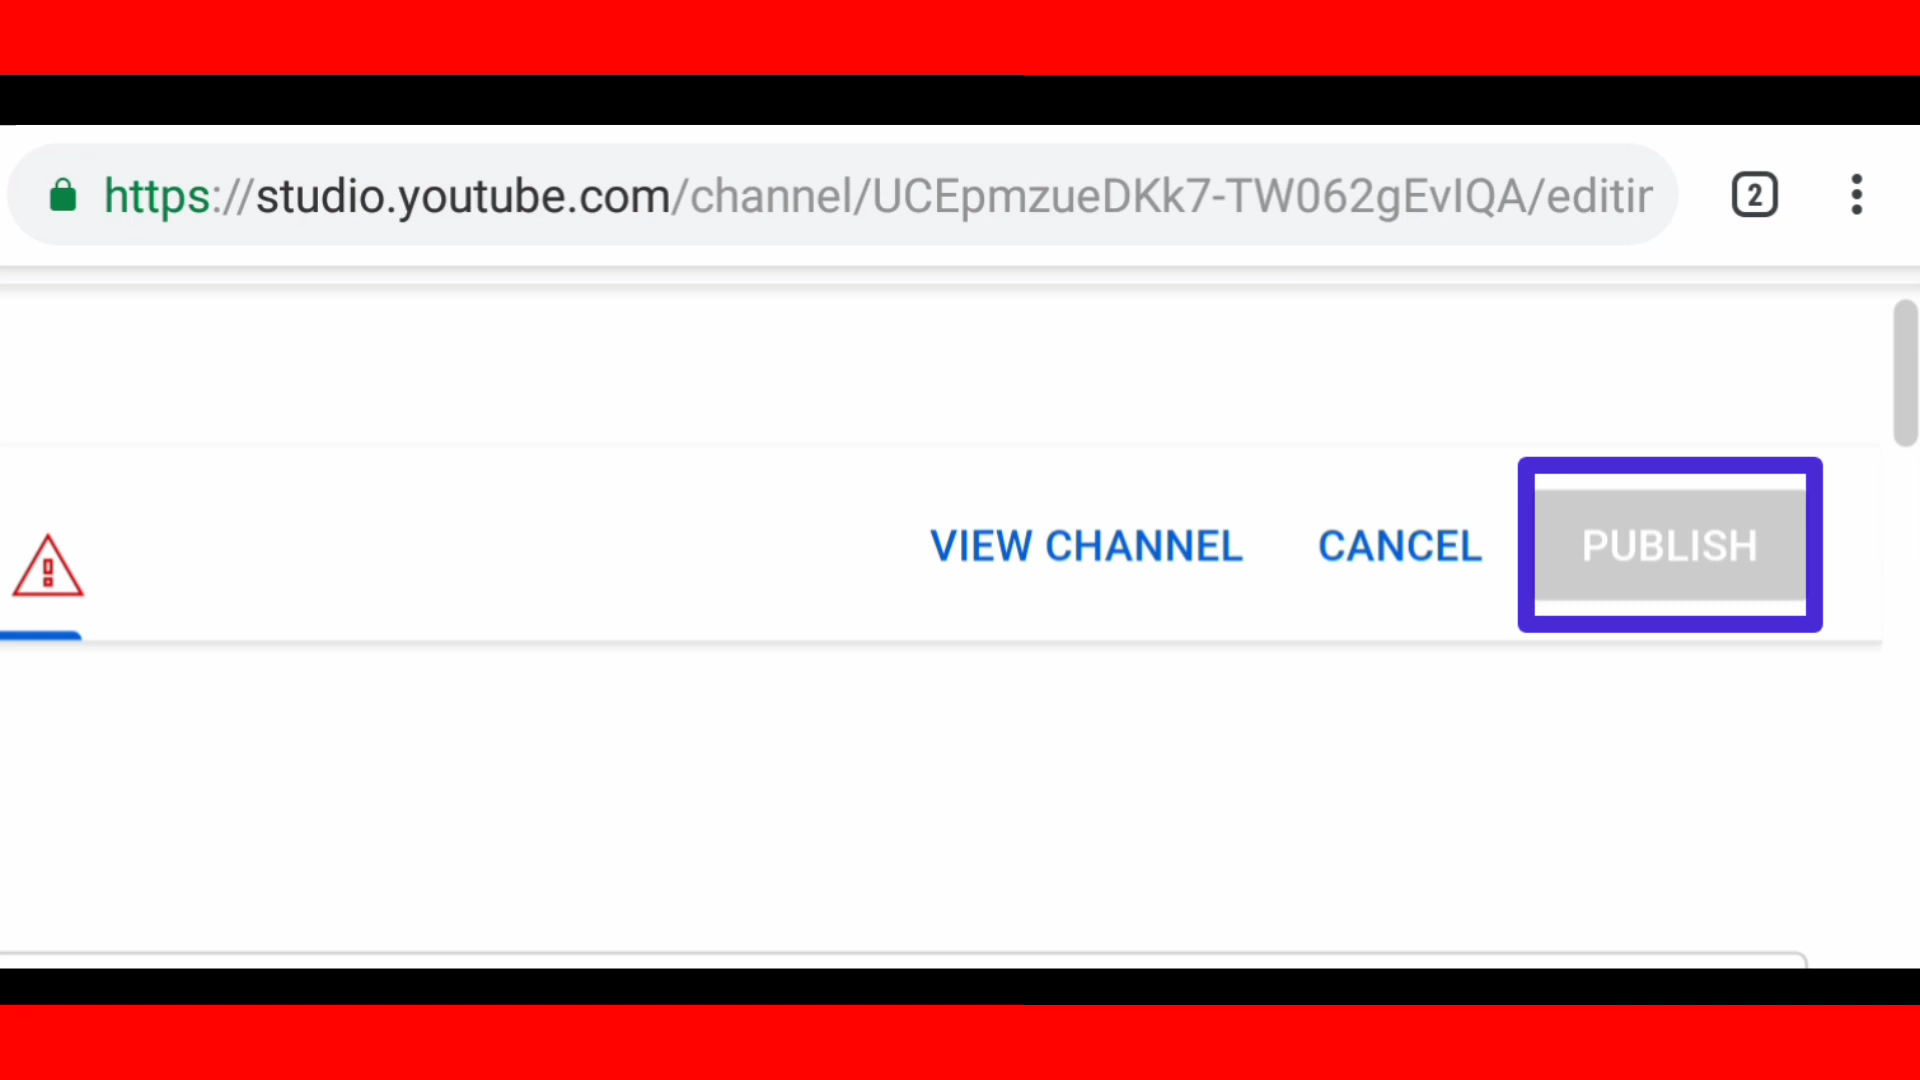 https://studio.youtube.com/channel/UCEpmzueDKk7-TW062gEvIQA/editir
2
VIEW CHANNEL CANCEL PUBLISH